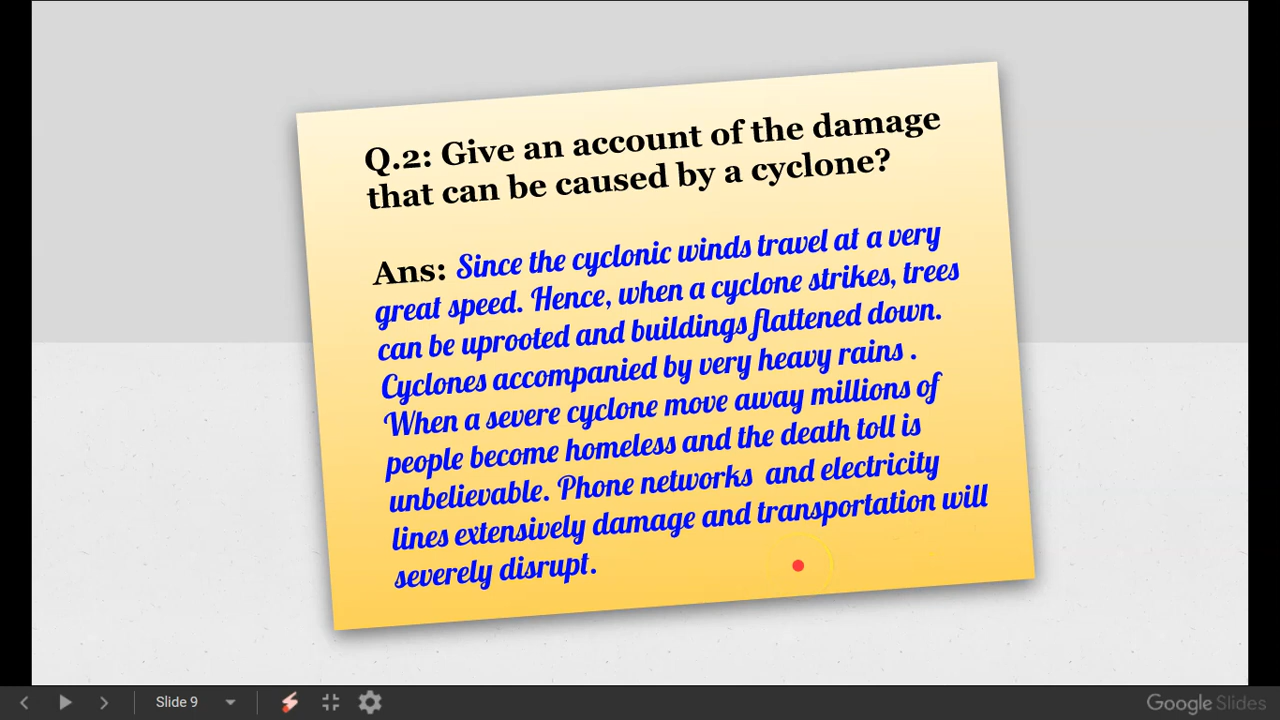 Q.2: Give an account of the damage
that can be caused by a cyclone?
Ans: Since the cyclonic winds travel at a very
great speed. Hence, when a cyclone strikes, trees
can be uprooted and buildings flattened down.
Cyclones accompanied by very heavy rains .
When a severe cyclone move away millions of
people become homeless and the death toll is
unbelievable. Phone networks and electricity
lines extensively damage and transportation will
severely disrupt.
Slide 9
Google Slides